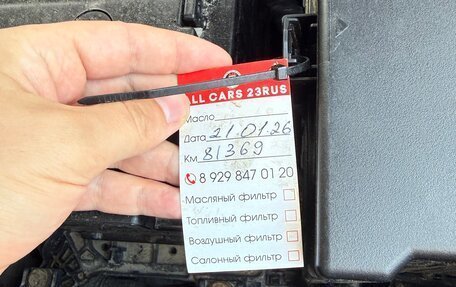 ALL CARS 23RUS
Масло
Дата 21.01.26
Км 81369
8 929 847 01 20
Масляный фильтр
Топливный фильтр
Воздушный фильтр
Салонный фильтр